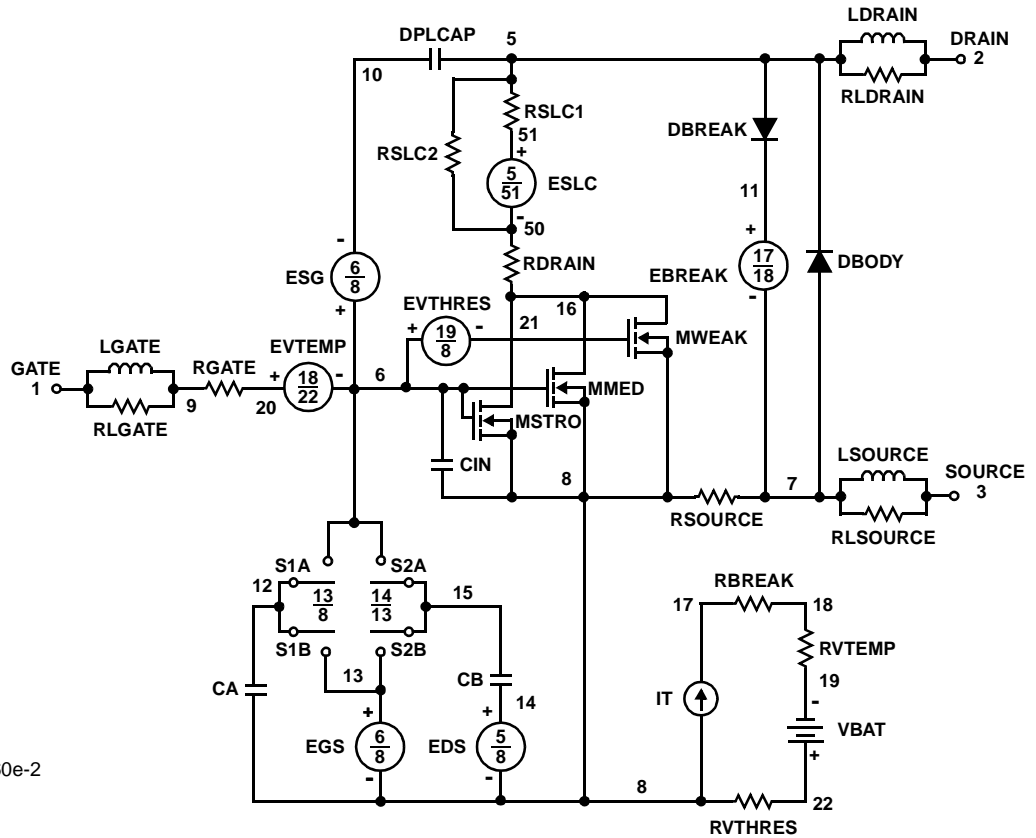 LDRAIN
DPLCAP 5 DRAIN
10 2
RSLC1 RLDRAIN
51 DBREAK
RSLC2 +
5
51
ESLC 11
-
50
- + 
RDRAIN 17
18
DBODY
6
8
ESG EBREAK
EVTHRES 16 -
+ + 19
8
- 21
MWEAK
LGATE EVTEMP
GATE RGATE + 18
22
- 6 MMED
1 9 20
MSTRO
RLGATE LSOURCE
CIN 8 7 SOURCE
3
RSOURCE
RLSOURCE
S1A S2A
12 13
8
14
13
15 RBREAK
17 18
S1B S2B
RVTEMP
13 CB
CA 19
14 IT -
+ +
EGS 6
8
EDS 5
8
VBAT
+
- -
0e-2
8 22
RVTHRES